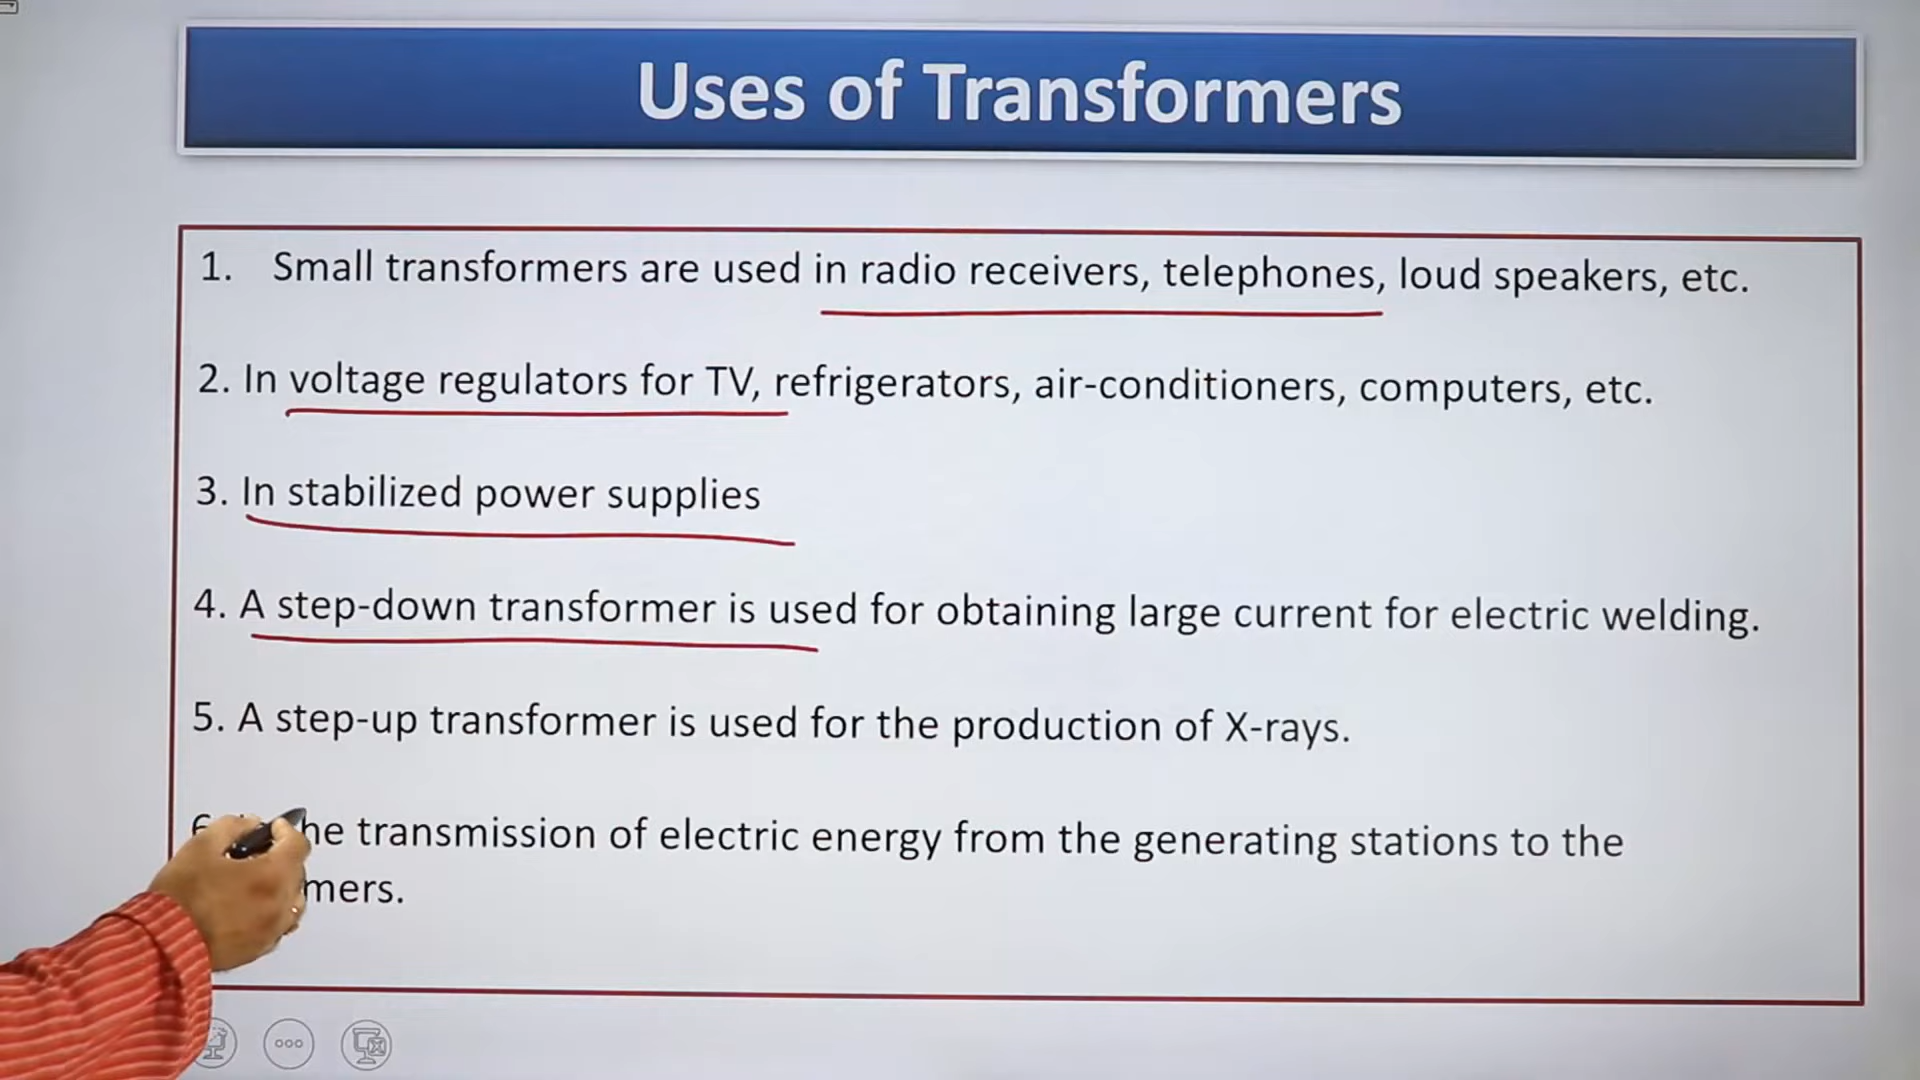 Uses of Transformers
1. Small transformers are used in radio receivers, telephones, loud speakers, etc.
2. In voltage regulators for TV, refrigerators, air-conditioners, computers, etc.
3. In stabilized power supplies
4. A step-down transformer is used for obtaining large current for electric welding.
5. A step-up transformer is used for the production of X-rays.
transmission of electric energy from the generating stations to the